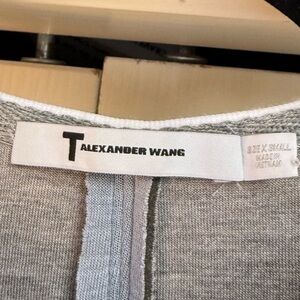 T ALEXANDER WANG
SIZE X SMALL
MADE IN
VIETNAM